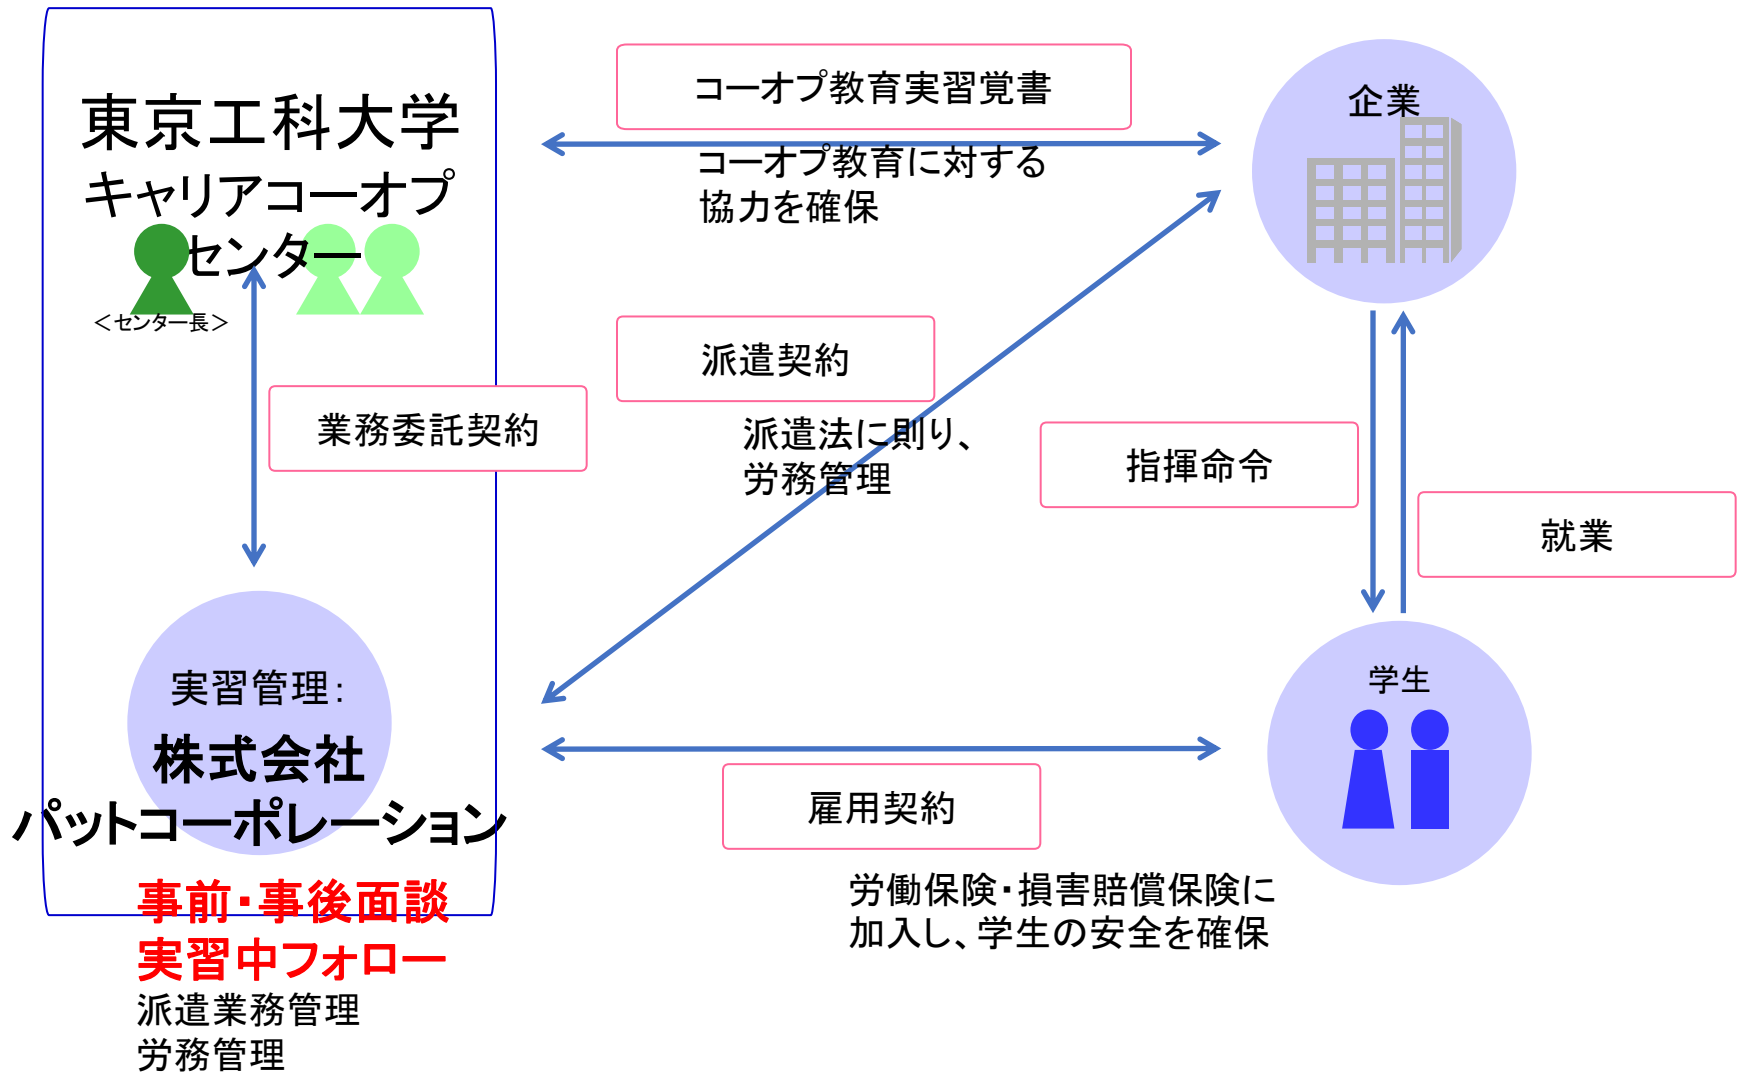 東京工科大学
キャリアコーオプ
センター
＜センター長＞
業務委託契約
実習管理：
株式会社
パットコーポレーション
事前・事後面談
実習中フォロー
派遣業務管理
労務管理
コーオプ教育実習覚書
コーオプ教育に対する
協力を確保
派遣契約
派遣法に則り、
労務管理
雇用契約
労働保険・損害賠償保険に
加入し、学生の安全を確保
企業
指揮命令
就業
学生